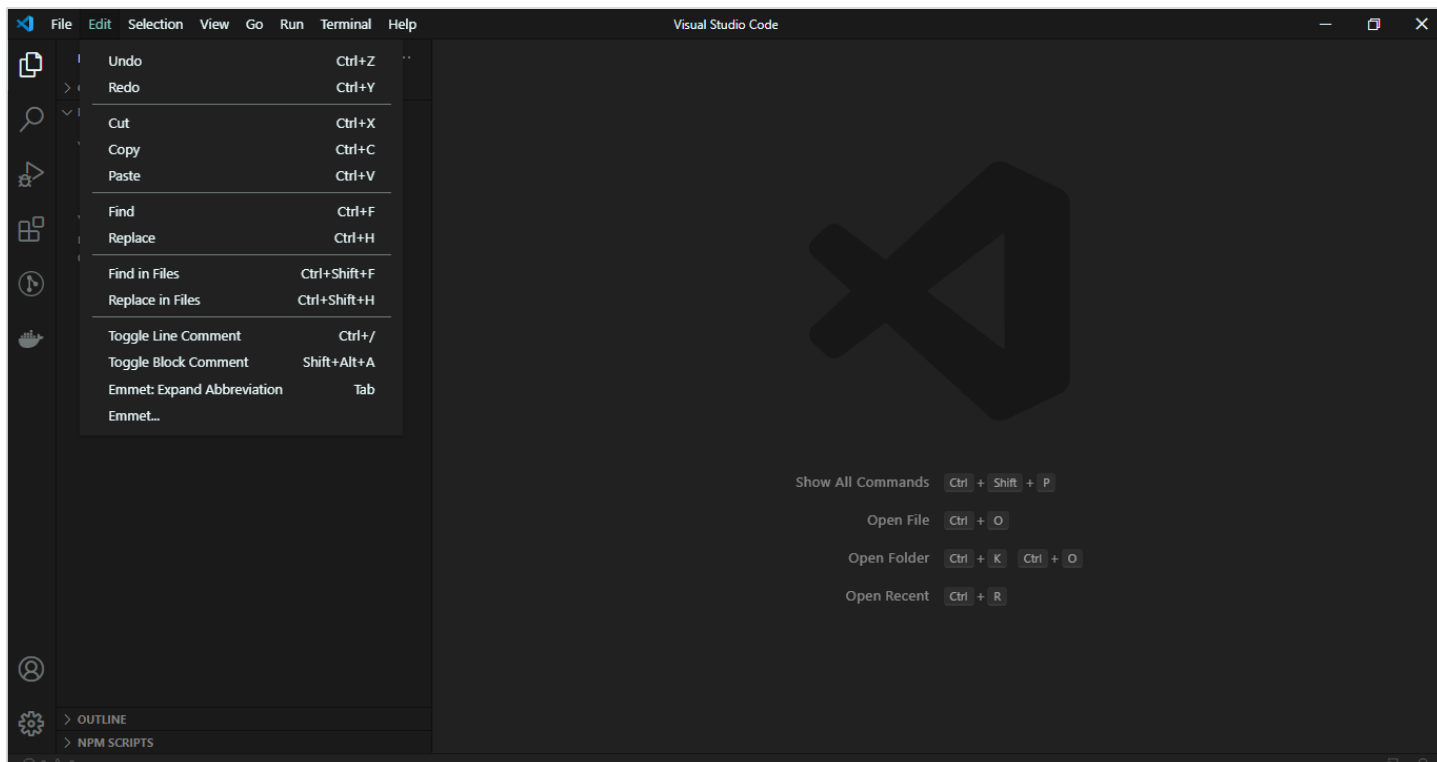 File Edit Selection View Go Run Terminal Help Visual Studio Code
Undo Ctrl+Z
Redo Ctrl+Y
Cut Ctrl+X
Copy Ctrl+C
Paste Ctrl+V
Find Ctrl+F
Replace Ctrl+H
Find in Files Ctrl+Shift+F
Replace in Files Ctrl+Shift+H
Toggle Line Comment Ctrl+/
Toggle Block Comment Shift+Alt+A
Emmet: Expand Abbreviation Tab
Emmet...
Show All Commands Ctrl + Shift + P
Open File Ctrl + O
Open Folder Ctrl + K Ctrl + O
Open Recent Ctrl + R
OUTLINE
NPM SCRIPTS